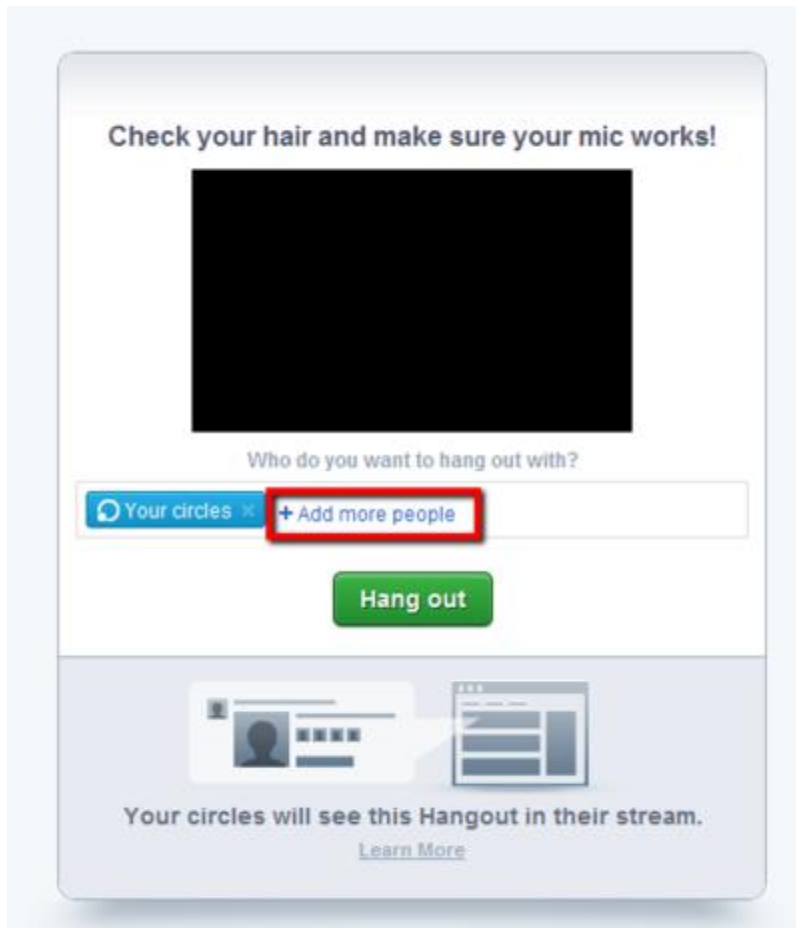 Check your hair and make sure your mic works!
Who do you want to hang out with?
Your circles × + Add more people
Hang out
Your circles will see this Hangout in their stream.
Learn More